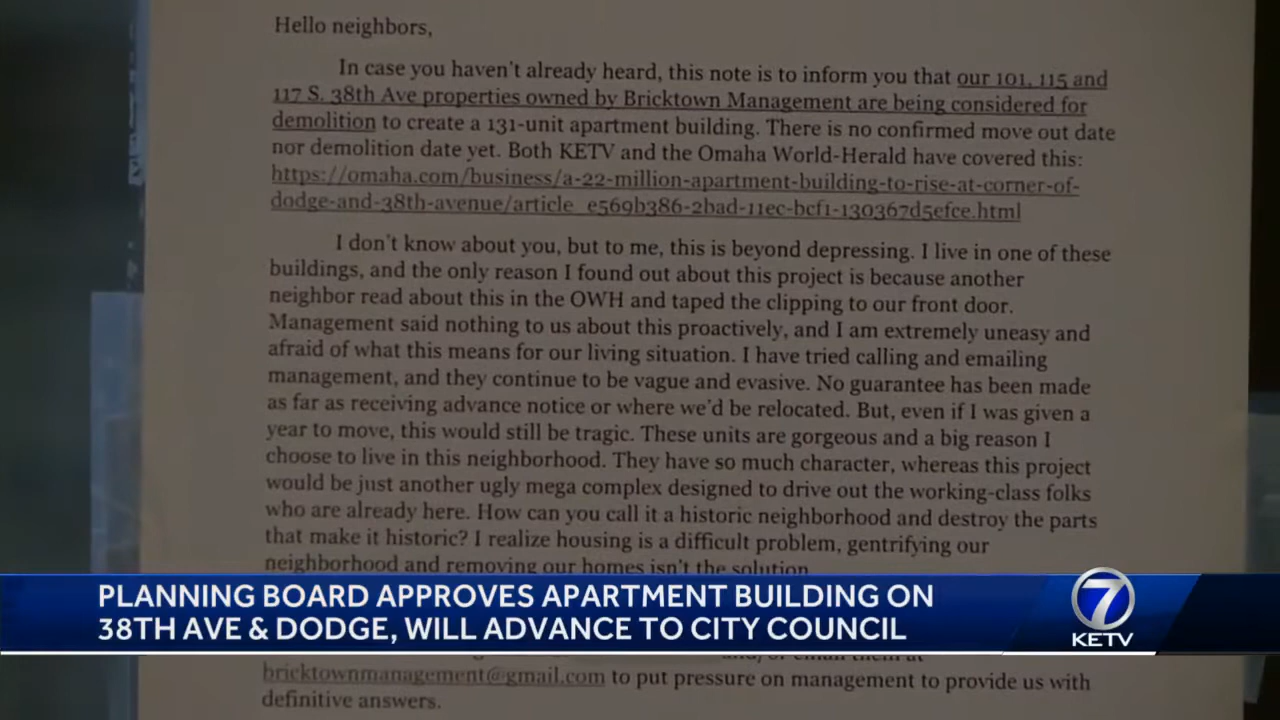 Hello neighbors,
In case you haven't already heard, this note is to inform you that our 101, 115 and
117 S. 38th Ave properties owned by Bricktown Management are being considered for
demolition to create a 131-unit apartment building. There is no confirmed move out date
nor demolition date yet. Both KETV and the Omaha World-Herald have covered this:
https://omaha.com/business/a-22-million-apartment-building-to-rise-at-corner-of-
dodge-and-38th-avenue/article_e569b386-2bad-11ec-bcf1-130367d5efce.html
I don't know about you, but to me, this is beyond depressing. I live in one of these
buildings, and the only reason I found out about this project is because another
neighbor read about this in the OWH and taped the clipping to our front door.
Management said nothing to us about this proactively, and I am extremely uneasy and
afraid of what this means for our living situation. I have tried calling and emailing
management, and they continue to be vague and evasive. No guarantee has been made
as far as receiving advance notice or where we'd be relocated. But, even if I was given a
year to move, this would still be tragic. These units are gorgeous and a big reason I
choose to live in this neighborhood. They have so much character, whereas this project
would be just another ugly mega complex designed to drive out the working-class folks
who are already here. How can you call it a historic neighborhood and destroy the parts
that make it historic? I realize housing is a difficult problem, gentrifying our
neighborhood and removing our homes isn't the solution
PLANNING BOARD APPROVES APARTMENT BUILDING ON
38TH AVE & DODGE, WILL ADVANCE TO CITY COUNCIL
7
KETV
email them at
bricktownmanagement@gmail.com to put pressure on management to provide us with
definitive answers.